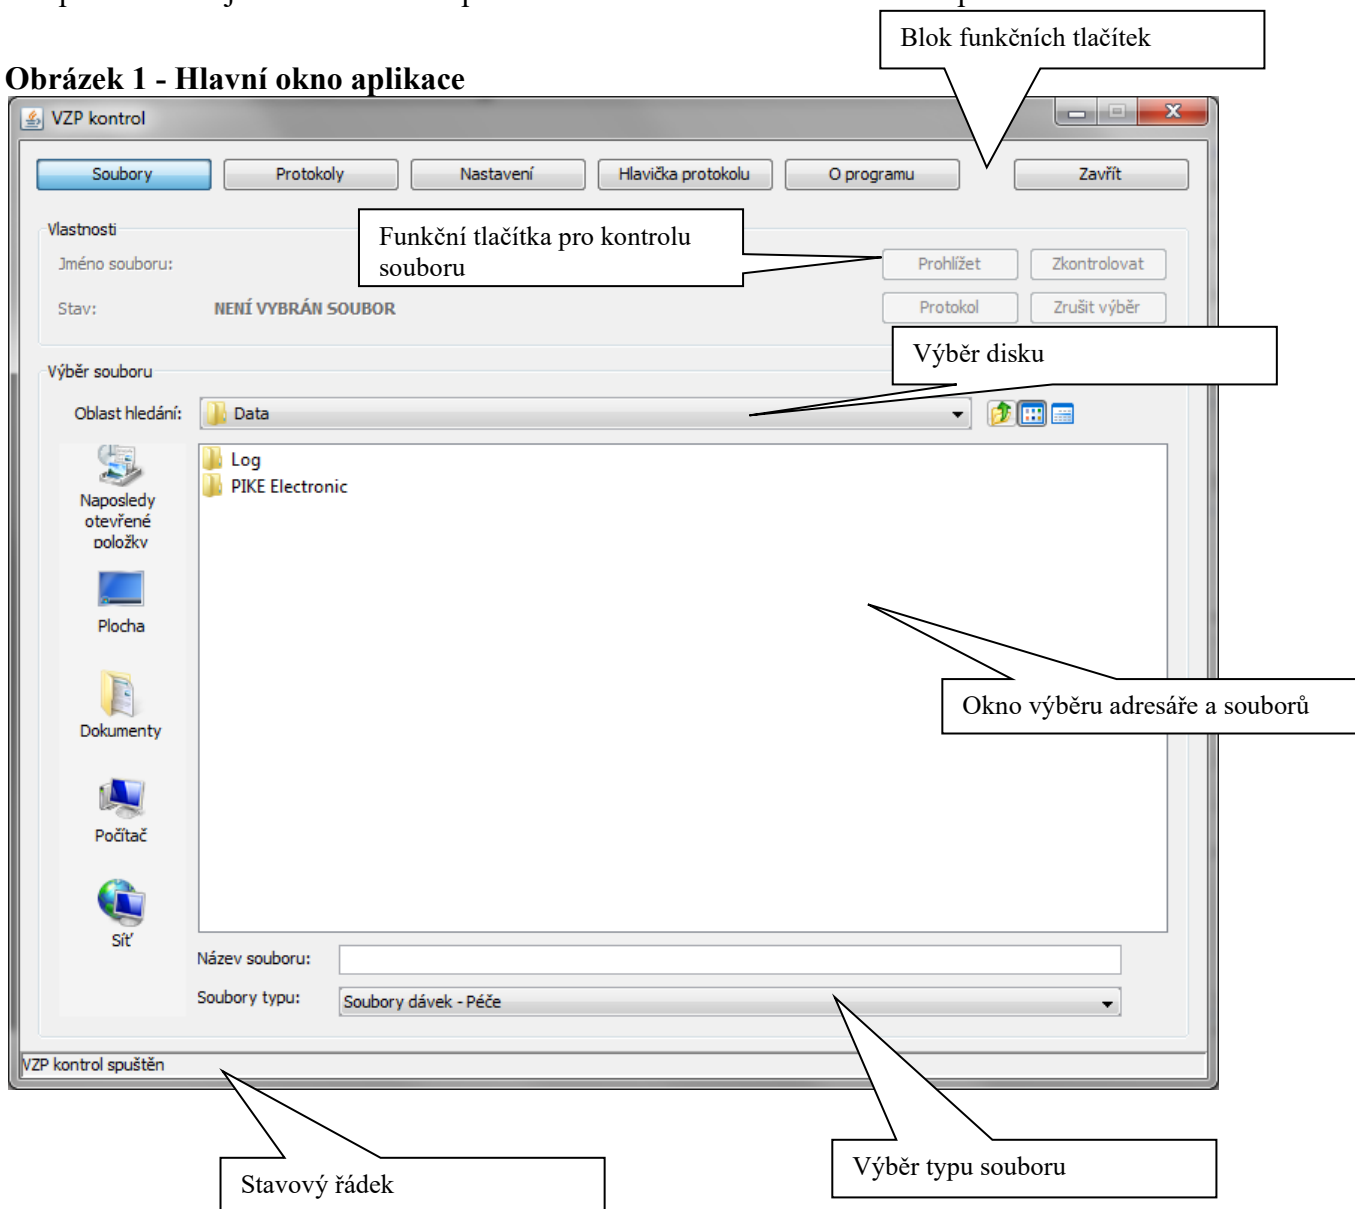 Blok funkčních tlačítek
Obrázek 1 - Hlavní okno aplikace
VZP kontrol
Soubory
Protokoly
Nastavení
Hlavička protokolu
O programu
Zavřít
Vlastnosti
Funkční tlačítka pro kontrolu
souboru
Jméno souboru:
Prohlížet
Zkontrolovat
Stav:
NENÍ VYBRÁN SOUBOR
Protokol
Zrušit výběr
Výběr disku
Výběr souboru
Oblast hledání:
Data
Log
PIKE Electronic
Naposledy
otevřené
položky
Plocha
Dokumenty
Počítač
Síť
Okno výběru adresáře a souborů
Název souboru:
Soubory typu:
Soubory dávek - Péče
VZP kontrol spuštěn
Výběr typu souboru
Stavový řádek